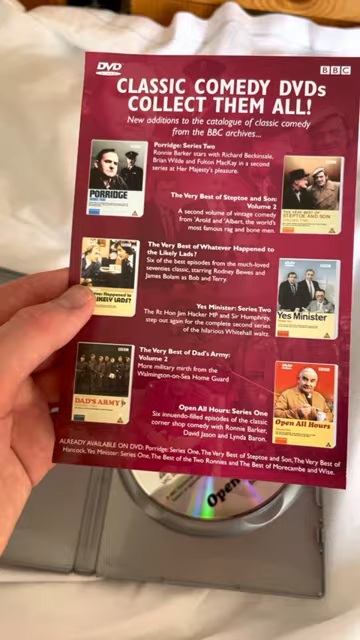 DVD
BBC
CLASSIC COMEDY DVDs
COLLECT THEM ALL!
New additions to the catalogue of classic comedy
from the BBC archives...
Porridge: Series Two
Ronnie Barker stars with Richard Beckinsale,
Brian Wilde and Fulton MacKay in a second
series at Her Majesty's pleasure.
PORRIDGE
The Very Best of Steptoe and Son:
Volume 2
A second volume of vintage comedy
from 'Arold and 'Albert, the world's
most famous rag and bone men.
STEPTOE AND SON
The Very Best of Whatever Happened to
the Likely Lads?
Six of the best episodes from the much-loved
seventies classic, starring Rodney Bewes and
James Bolam as Bob and Terry.
Happened to
LIKELY LADS?
Yes Minister: Series Two
The Rt Hon Jim Hacker MP and Sir Humphrey,
step out again for the complete second series
of the hilarious Whitehall waltz.
Yes Minister
The Very Best of Dad's Army:
Volume 2
More military mirth from the
Walmington-on-Sea Home Guard
DAD'S ARMY
Open All Hours: Series One
Six innuendo-filled episodes of the classic
corner shop comedy with Ronnie Barker,
David Jason and Lynda Baron.
Open All Hours
ALREADY AVAILABLE ON DVD: Porridge: Series One, The Very Best of Steptoe and Son, The Very Best of
Hancock, Yes Minister: Series One, The Best of the Two Ronnies and The Best of Morecambe and Wise.
Open